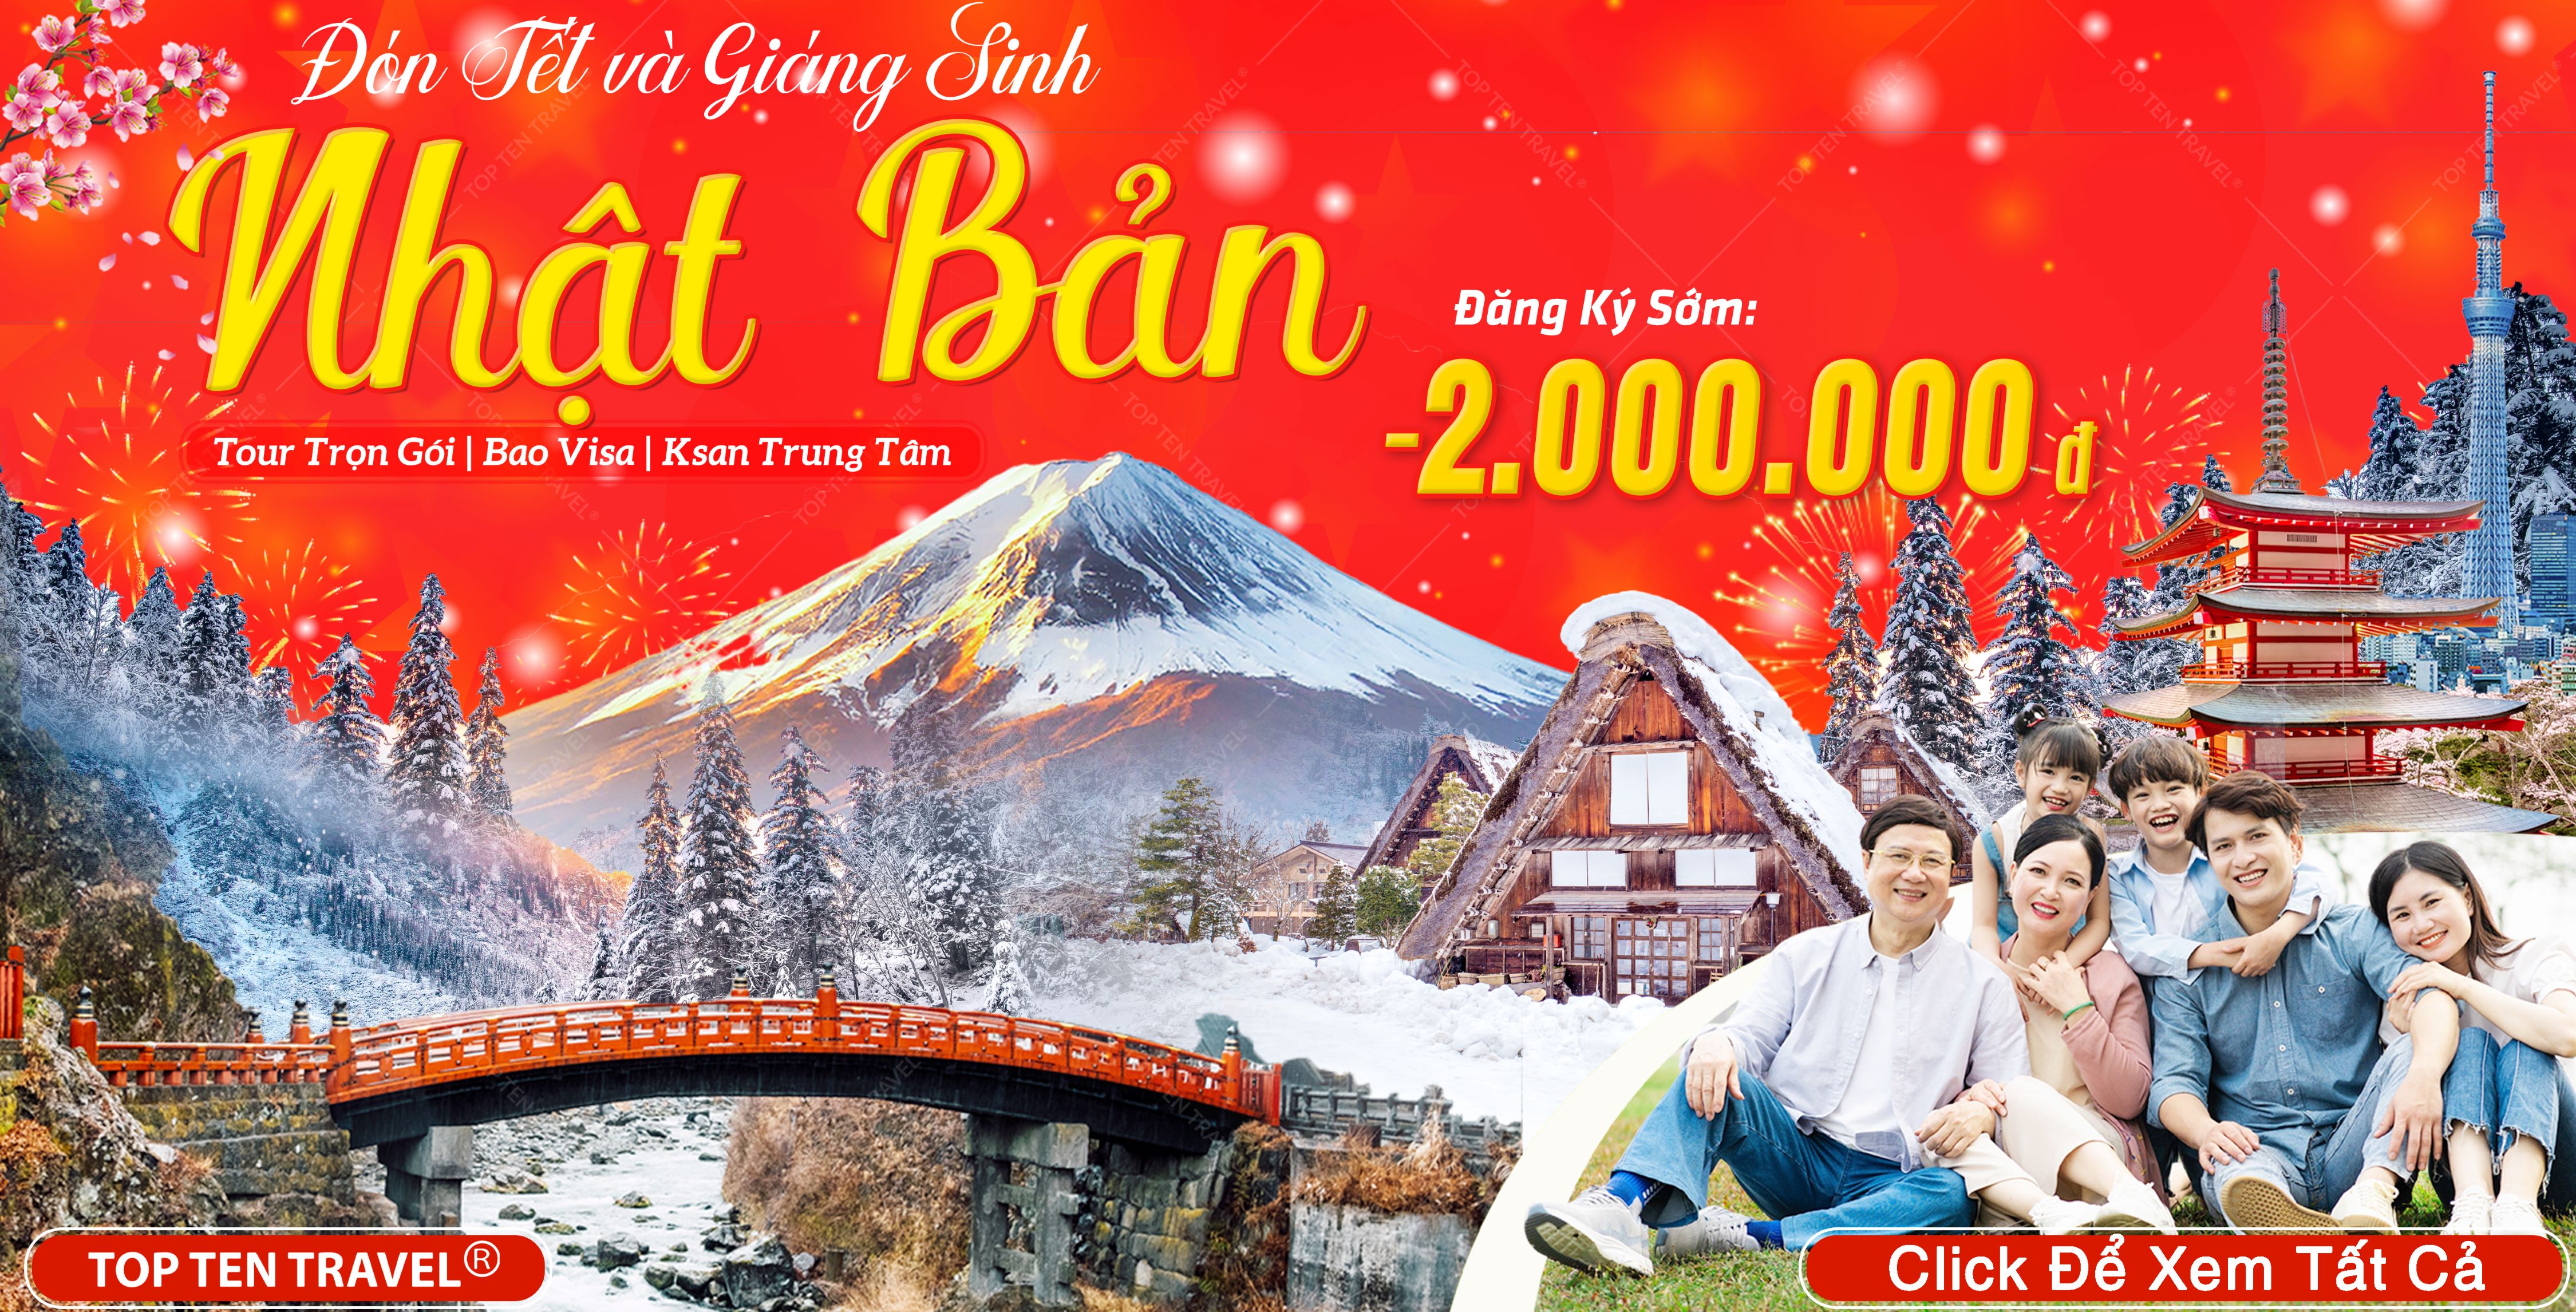 Đón Tết và Giáng Sinh
Nhật Bản
Tour Trọn Gói | Bao Visa | Ksan Trung Tâm
Đăng Ký Sớm:
-2.000.000 đ
TOP TEN TRAVEL®
Click Để Xem Tất Cả